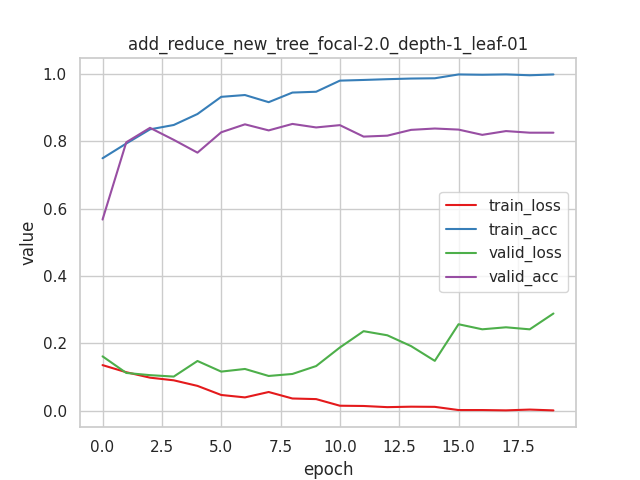 add_reduce_new_tree_focal-2.0_depth-1_leaf-01
1.0
0.8
0.6
0.4
0.2
0.0
value
train_loss
train_acc
valid_loss
valid_acc
0.0 2.5 5.0 7.5 10.0 12.5 15.0 17.5
epoch